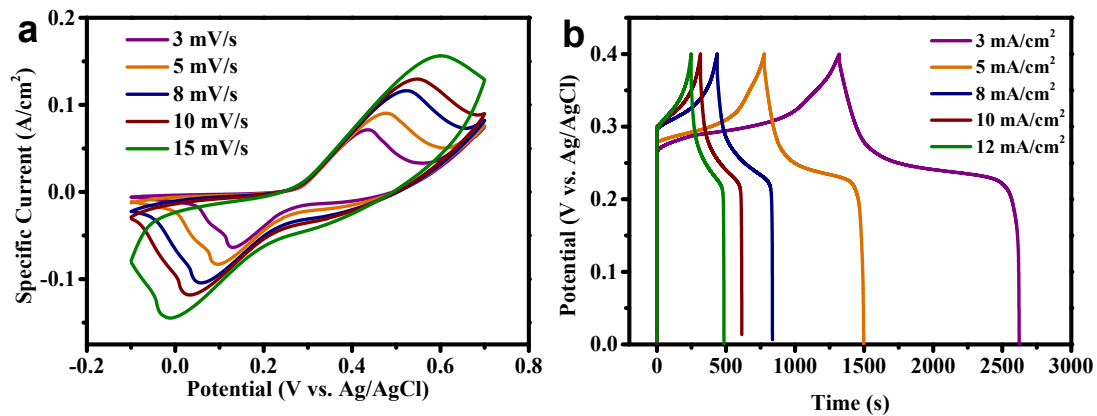 a
0.2
0.1
0.0
-0.1
-0.2
0.0
0.2
0.4
0.6
0.8
Specific Current (A/cm²)
Potential (V vs. Ag/AgCl)
3 mV/s
5 mV/s
8 mV/s
10 mV/s
15 mV/s
b
0.4
0.3
0.2
0.1
0.0
0
500
1000
1500
2000
2500
3000
Potential (V vs. Ag/AgCl)
Time (s)
3 mA/cm²
5 mA/cm²
8 mA/cm²
10 mA/cm²
12 mA/cm²